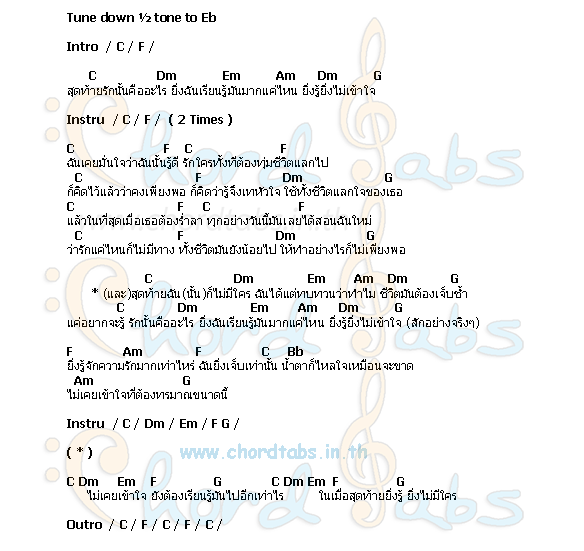 Tune down ½ tone to Eb
Intro / C / F /
C Dm Em Am Dm G
สุดท้ายรักนั้นคืออะไร ยิ่งฉันเรียนรู้มันมากแค่ไหน ยิ่งรู้ยิ่งไม่เข้าใจ
Instru / C / F / ( 2 Times )
C F C F
ฉันเคยมั่นใจว่าฉันนั้นรู้ดี รักใครทั้งทีต้องทุ่มชีวิตแลกไป
C F Dm G
ก็คิดไว้แล้วว่าคงเพียงพอ ก็คิดว่ารู้จึงเทหัวใจ ใช้ทั้งชีวิตแลกใจของเธอ
C F C F
แล้วในที่สุดเมื่อเธอต้องร่ำลา ทุกอย่างวันนี้มันเลยได้สอนฉันใหม่
C F Dm G
ว่ารักแค่ไหนก็ไม่มีทาง ทั้งชีวิตมันยังน้อยไป ให้ทำอย่างไรก็ไม่เพียงพอ
C Dm Em Am Dm G
* (และ)สุดท้ายฉัน(นั้น)ก็ไม่มีใคร ฉันได้แต่ทบทวนว่าทำไม ชีวิตมันต้องเจ็บช้ำ
C Dm Em Am Dm G
แค่อยากจะรู้ รักนั้นคืออะไร ยิ่งฉันเรียนรู้มันมากแค่ไหน ยิ่งรู้ยิ่งไม่เข้าใจ (สักอย่างจริงๆ)
F Am F C Bb
ยิ่งรู้จักความรักมากเท่าไหร่ ฉันยิ่งเจ็บเท่านั้น น้ำตาก็ไหลใจเหมือนจะขาด
Am G
ไม่เคยเข้าใจที่ต้องทรมาณขนาดนี้
Instru / C / Dm / Em / F G /
( * )
www.chordtabs.in.th
C Dm Em F G C Dm Em F G
ไม่เคยเข้าใจ ยังต้องเรียนรู้มันไปอีกเท่าไร ในเมื่อสุดท้ายยิ่งรู้ ยิ่งไม่มีใคร
Outro / C / F / C / F / C /
Chord Tabs
Chord Tabs
Chord Tabs